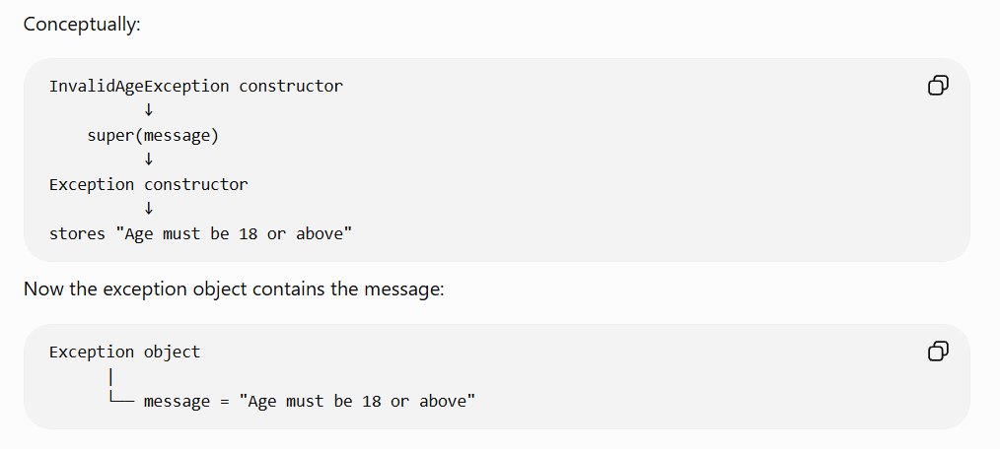 Conceptually:
InvalidAgeException constructor
↓
super(message)
↓
Exception constructor
↓
stores "Age must be 18 or above"
Now the exception object contains the message:
Exception object
│
└── message = "Age must be 18 or above"